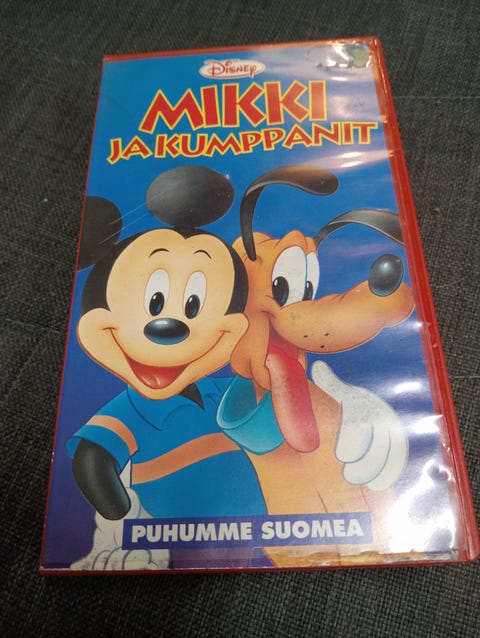 Disney
MIKKI
JA KUMPPANIT
PUHUMME SUOMEA